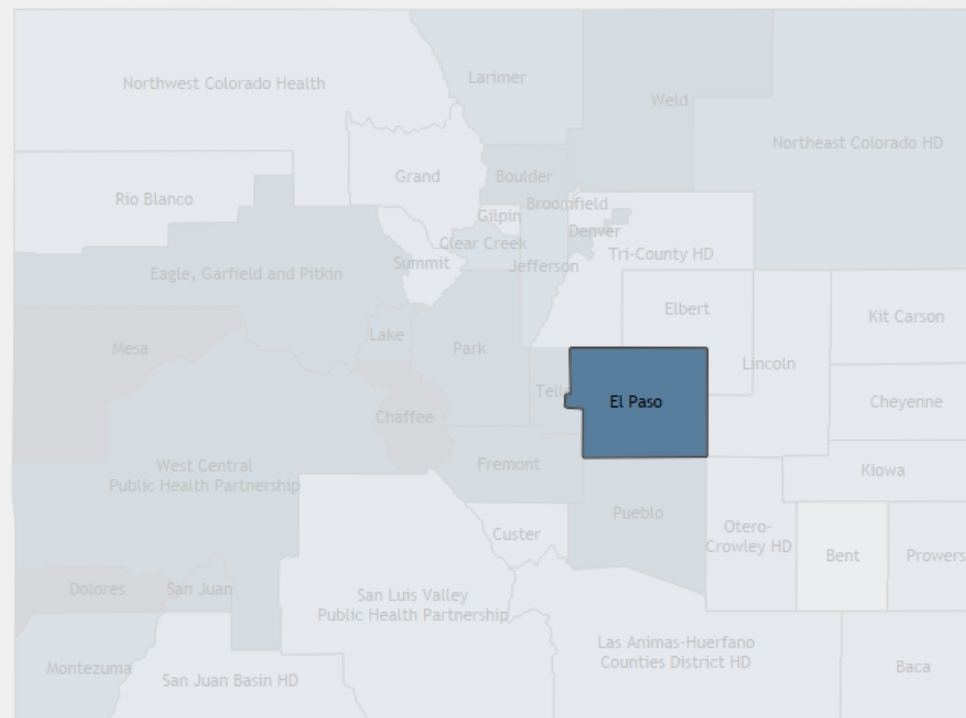 Northwest Colorado Health
Larimer
Weld
Northeast Colorado HD
Grand
Boulder
Rio Blanco
Broomfield
Gilpin
Denver
Clear Creek
Tri-County HD
Summit
Jefferson
Eagle, Garfield and Pitkin
Elbert
Kit Carson
Lake
Mesa
Park
Lincoln
Telle
El Paso
Cheyenne
Chaffee
West Central
Public Health Partnership
Fremont
Kiowa
Pueblo
Custer
Otero-
Crowley HD
Bent
Prowers
Dolores
San Juan
San Luis Valley
Public Health Partnership
Las Animas-Huerfano
Counties District HD
Montezuma
San Juan Basin HD
Baca